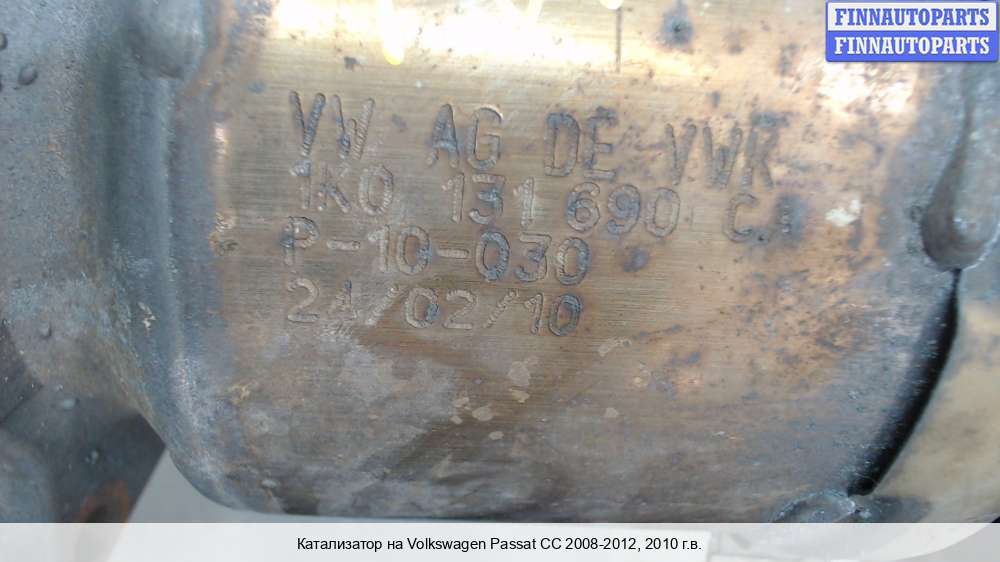 FINNAUTOPARTS
FINNAUTOPARTS
VW AG DE VWR
1K0 131 690 C
P-10-030
24/02/10
Катализатор на Volkswagen Passat CC 2008-2012, 2010 г.в.